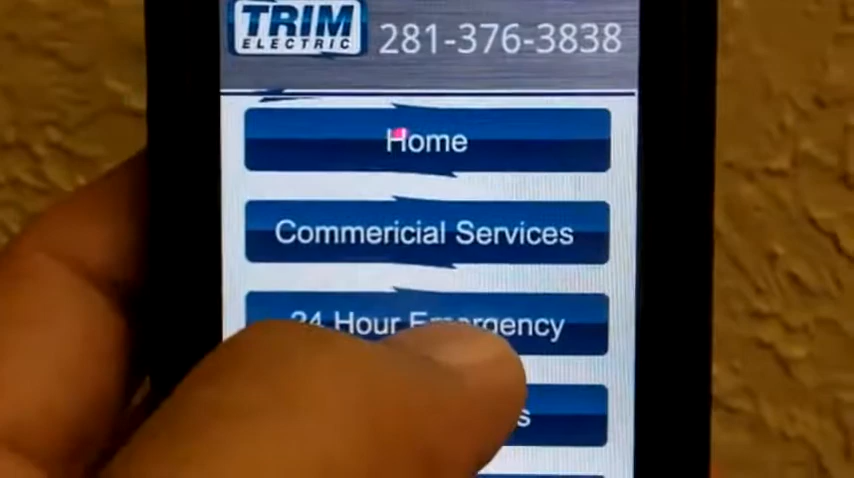 TRIM
ELECTRIC
281-376-3838
Home
Commericial Services
24 Hour Emergency